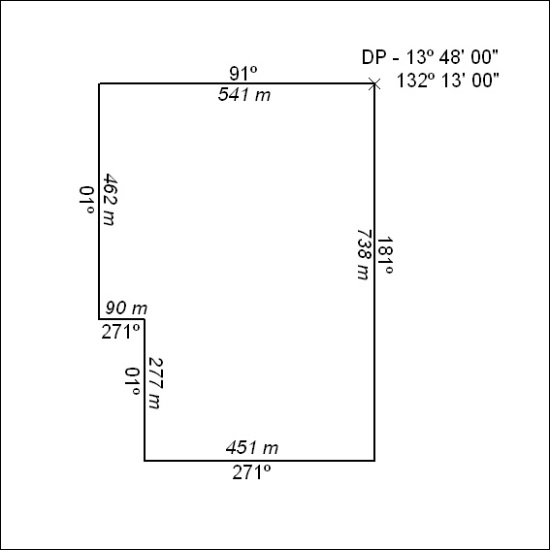 DP - 13º 48' 00"
132º 13' 00"
91º
541 m
01º
462 m
738 m
181º
90 m
271º
01º
277 m
451 m
271º